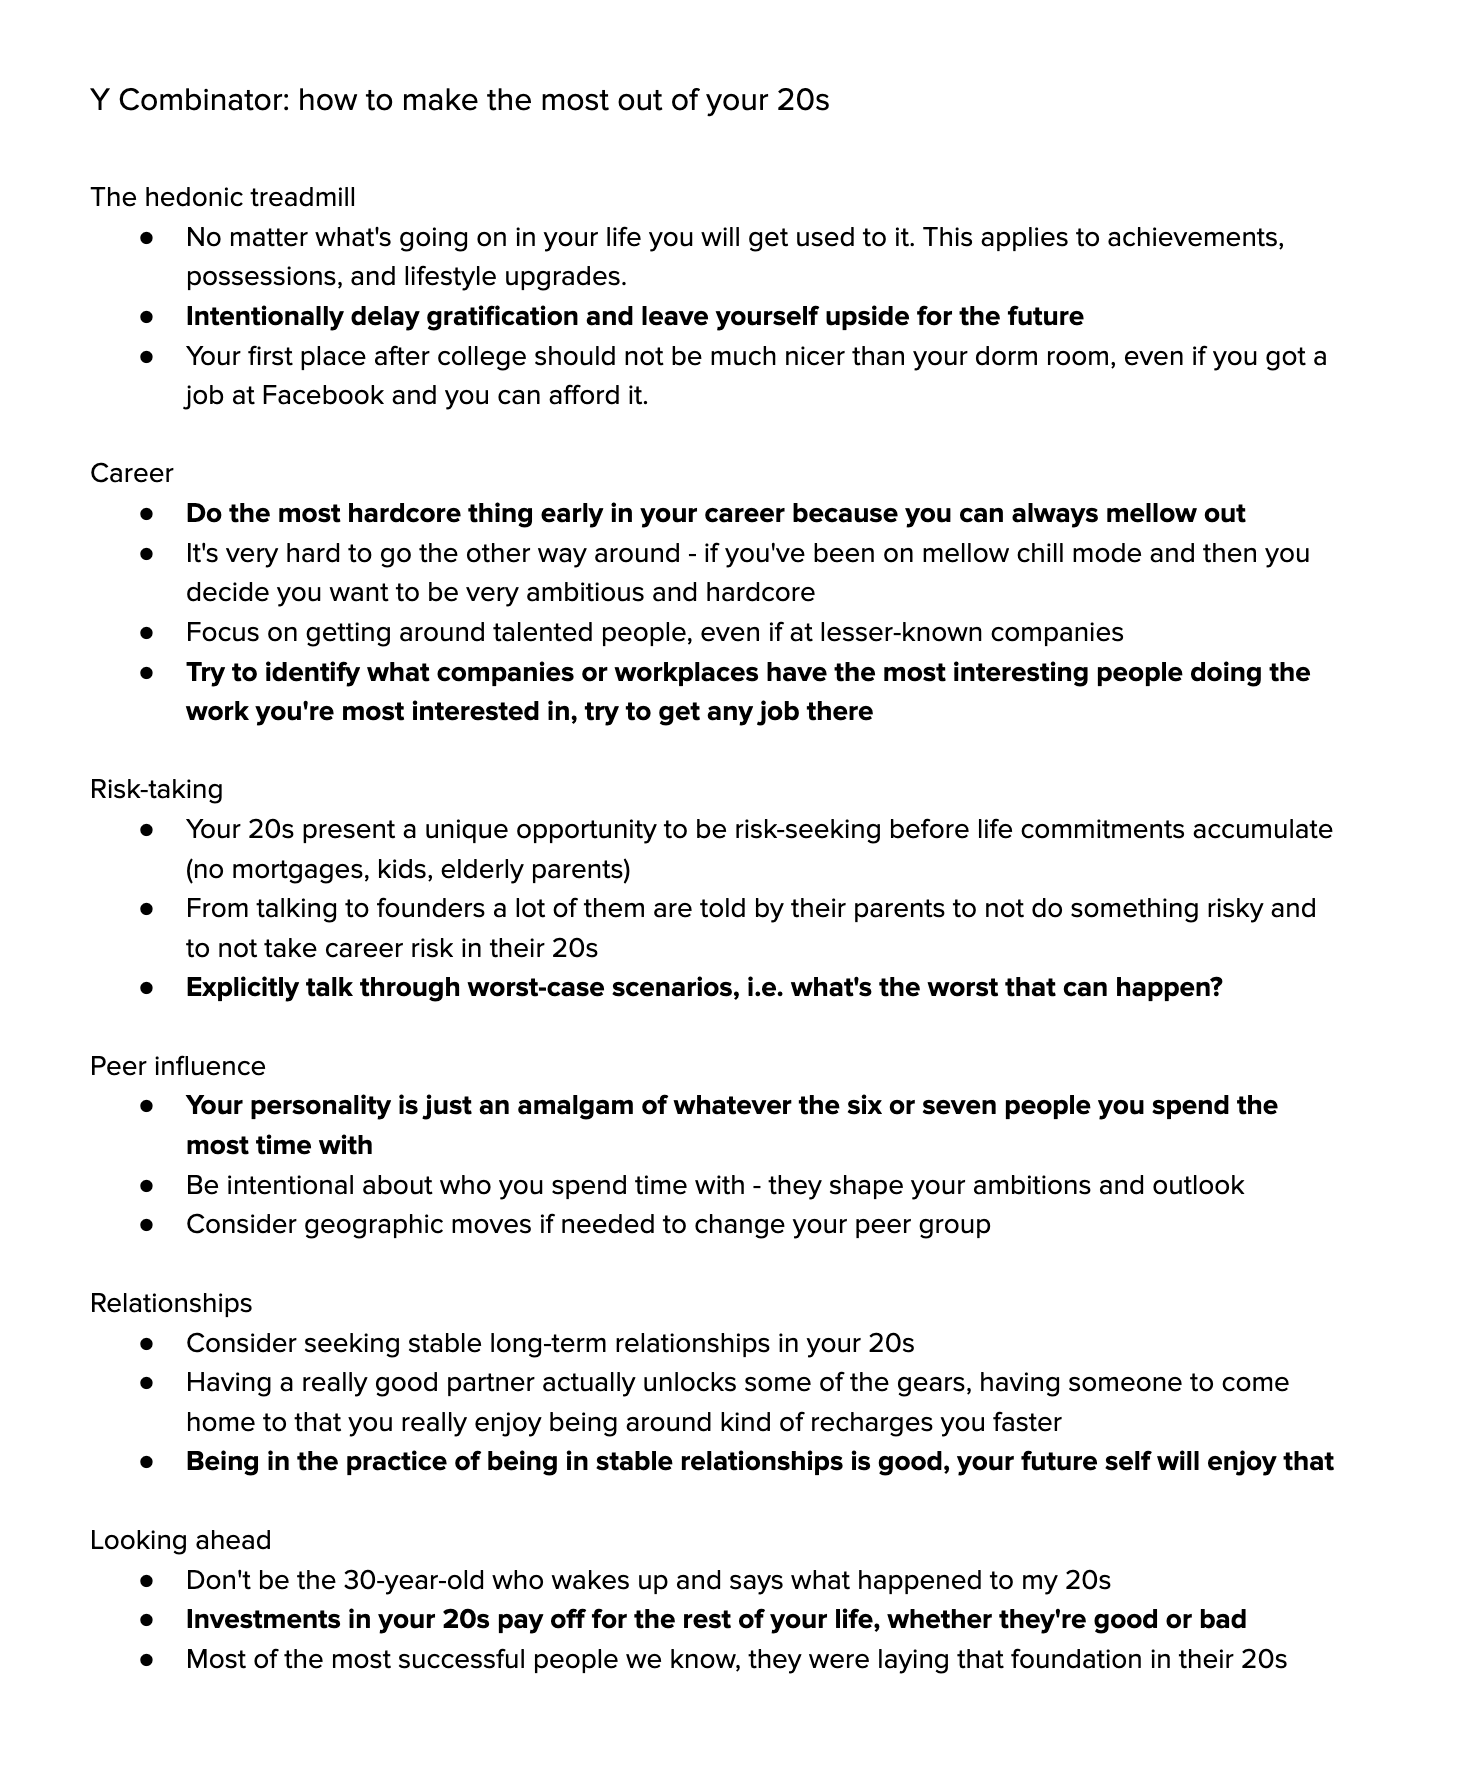 Y Combinator: how to make the most out of your 20s
The hedonic treadmill
● No matter what's going on in your life you will get used to it. This applies to achievements,
possessions, and lifestyle upgrades.
● Intentionally delay gratification and leave yourself upside for the future
● Your first place after college should not be much nicer than your dorm room, even if you got a
job at Facebook and you can afford it.
Career
● Do the most hardcore thing early in your career because you can always mellow out
● It's very hard to go the other way around - if you've been on mellow chill mode and then you
decide you want to be very ambitious and hardcore
● Focus on getting around talented people, even if at lesser-known companies
● Try to identify what companies or workplaces have the most interesting people doing the
work you're most interested in, try to get any job there
Risk-taking
● Your 20s present a unique opportunity to be risk-seeking before life commitments accumulate
(no mortgages, kids, elderly parents)
● From talking to founders a lot of them are told by their parents to not do something risky and
to not take career risk in their 20s
● Explicitly talk through worst-case scenarios, i.e. what's the worst that can happen?
Peer influence
● Your personality is just an amalgam of whatever the six or seven people you spend the
most time with
● Be intentional about who you spend time with - they shape your ambitions and outlook
● Consider geographic moves if needed to change your peer group
Relationships
● Consider seeking stable long-term relationships in your 20s
● Having a really good partner actually unlocks some of the gears, having someone to come
home to that you really enjoy being around kind of recharges you faster
● Being in the practice of being in stable relationships is good, your future self will enjoy that
Looking ahead
● Don't be the 30-year-old who wakes up and says what happened to my 20s
● Investments in your 20s pay off for the rest of your life, whether they're good or bad
● Most of the most successful people we know, they were laying that foundation in their 20s